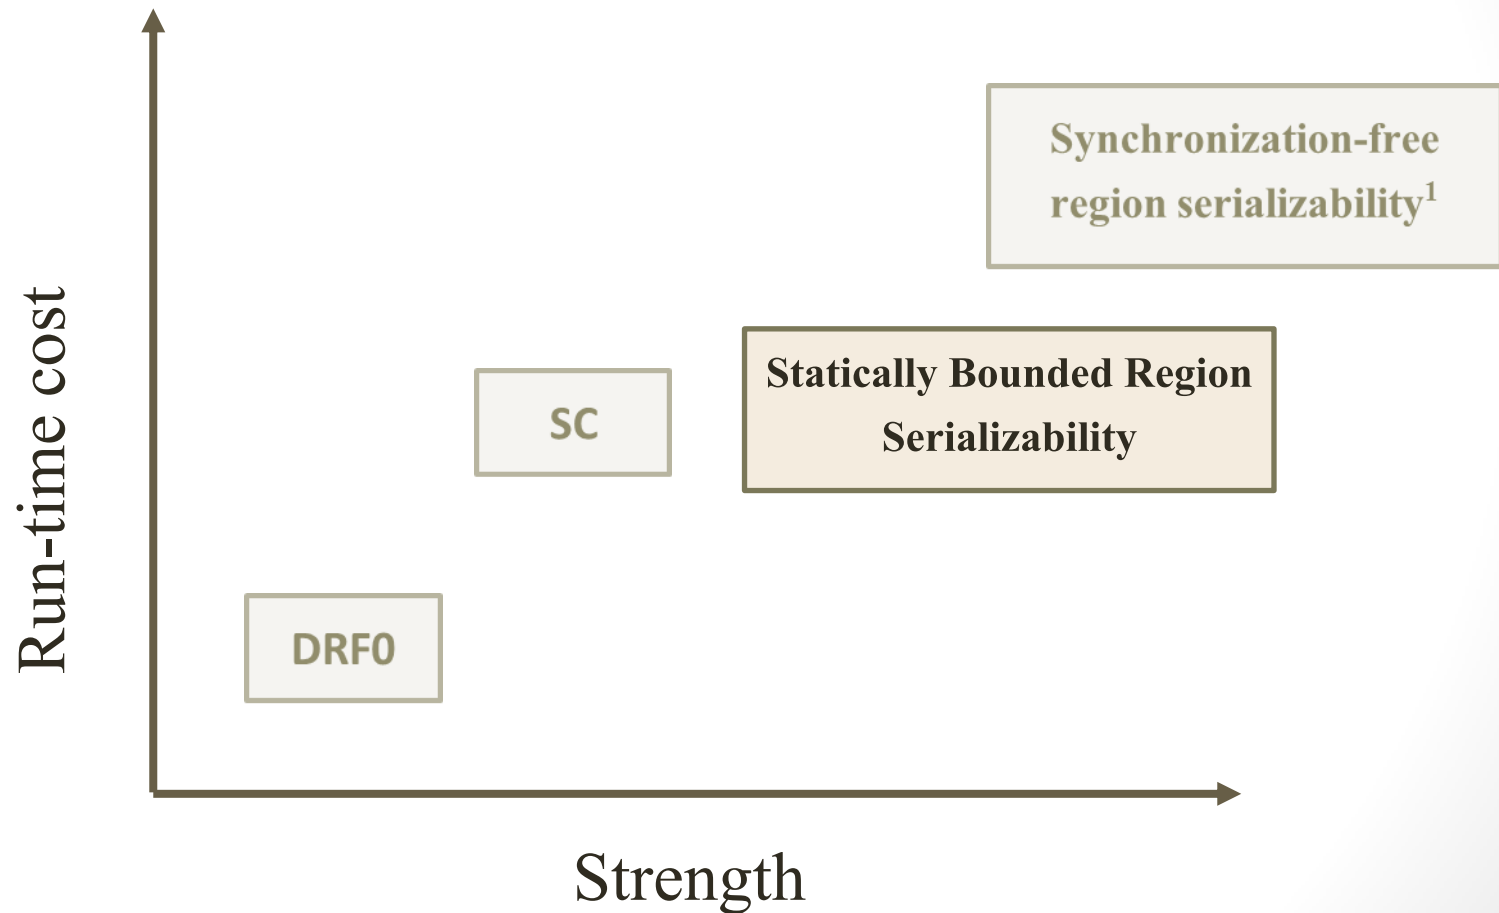 Synchronization-free
region serializability¹
Statically Bounded Region
Serializability
SC
DRF0
Run-time cost
Strength